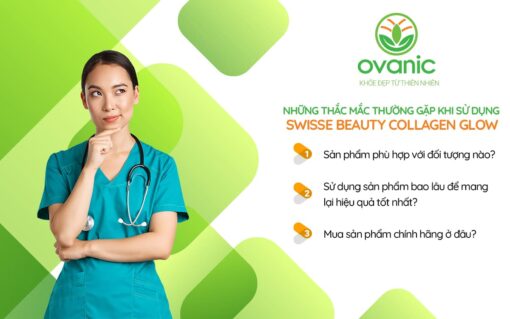 ovanic
KHỎE ĐẸP TỪ THIÊN NHIÊN
NHỮNG THẮC MẮC THƯỜNG GẶP KHI SỬ DỤNG
SWISSE BEAUTY COLLAGEN GLOW
1 Sản phẩm phù hợp với đối tượng nào?
2 Sử dụng sản phẩm bao lâu để mang
lại hiệu quả tốt nhất?
3 Mua sản phẩm chính hãng ở đâu?